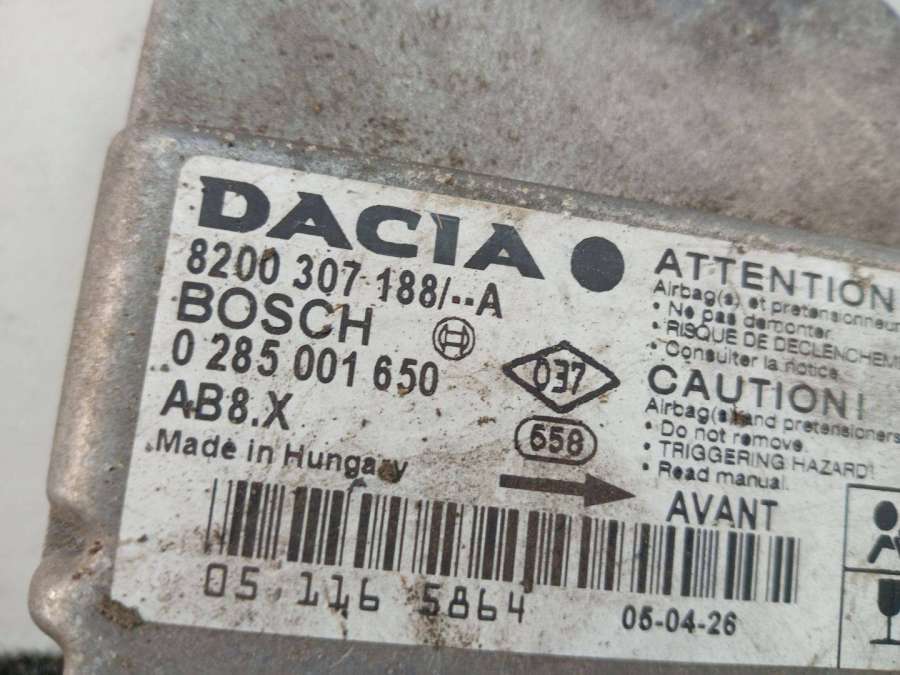 DACIA
8200 307 188/--A
BOSCH
0 285 001 650
AB8.X
Made in Hungary
037
658
ATTENTION
Airbag(s) et pretensionneur
• Ne pas demonter.
• RISQUE DE DECLENCHEM
• Consulter la notice.
CAUTION!
Airbag(s) and pretensioners
• Do not remove.
• TRIGGERING HAZARD!
• Read manual.
AVANT
05 116 5864
05-04-26